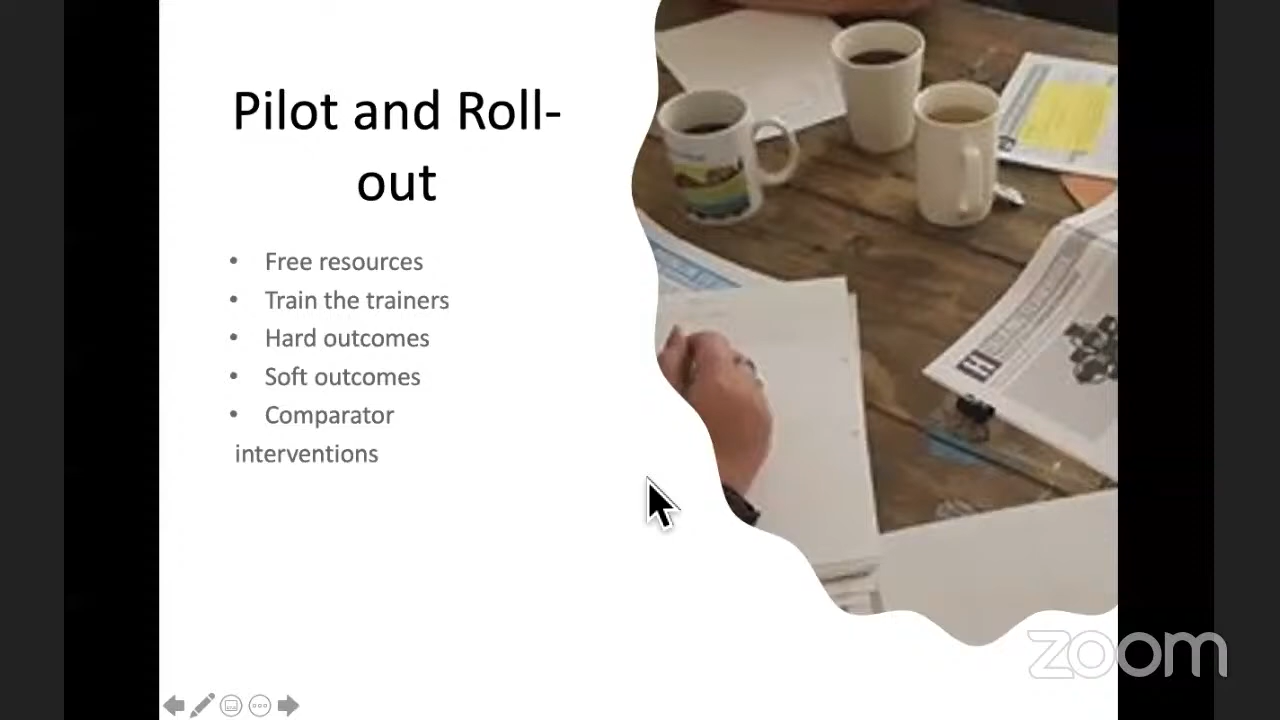 Pilot and Roll-
out
• Free resources
• Train the trainers
• Hard outcomes
• Soft outcomes
• Comparator
interventions
zoom